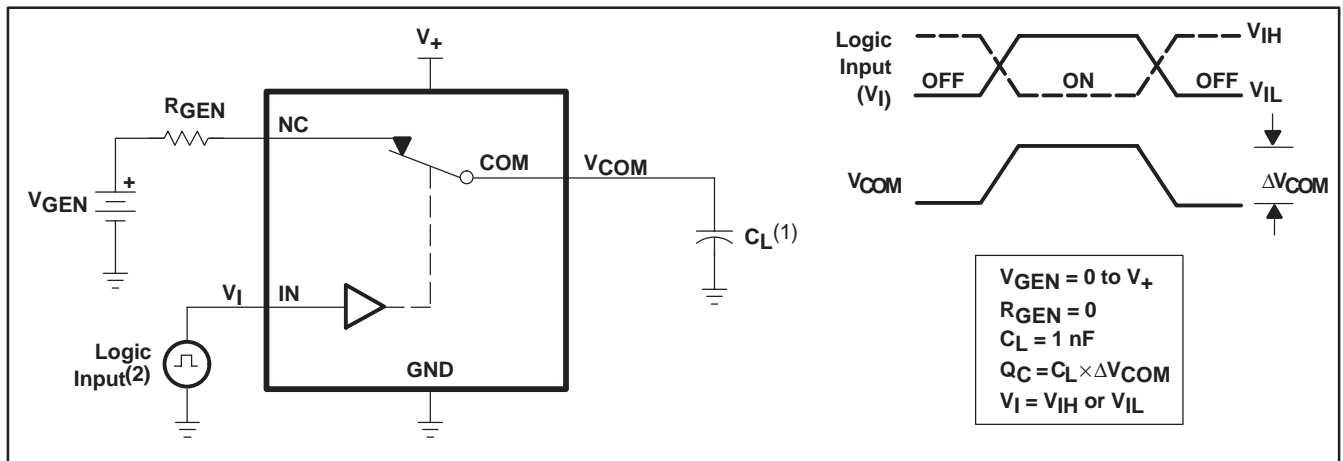 V+
RGEN
NC
COM
VCOM
VGEN
+
CL(1)
VI
IN
Logic
Input(2)
GND
Logic
Input
(VI)
OFF
ON
OFF
VIH
VIL
VCOM
ΔVCOM
VGEN = 0 to V+
RGEN = 0
CL = 1 nF
QC = CL × ΔVCOM
VI = VIH or VIL